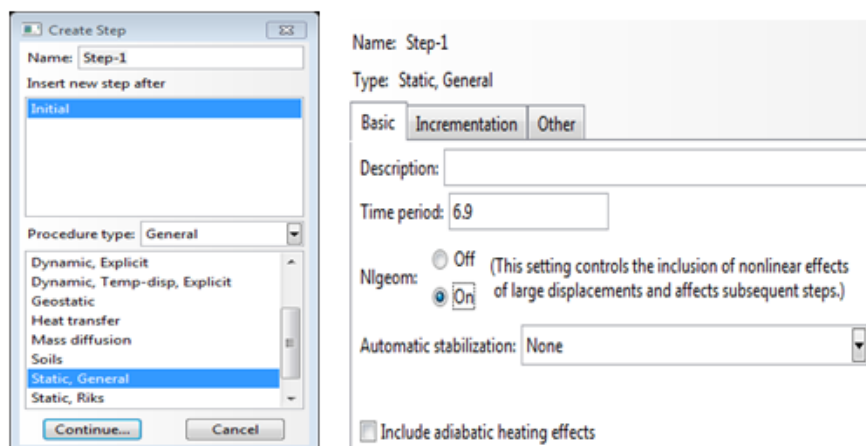 Create Step
Name: Step-1
Insert new step after
Initial
Procedure type: General
Dynamic, Explicit
Dynamic, Temp-disp, Explicit
Geostatic
Heat transfer
Mass diffusion
Soils
Static, General
Static, Riks
Continue... Cancel
Name: Step-1
Type: Static, General
Basic Incrementation Other
Description:
Time period: 6.9
Nlgeom:
Off
On
(This setting controls the inclusion of nonlinear effects
of large displacements and affects subsequent steps.)
Automatic stabilization: None
Include adiabatic heating effects